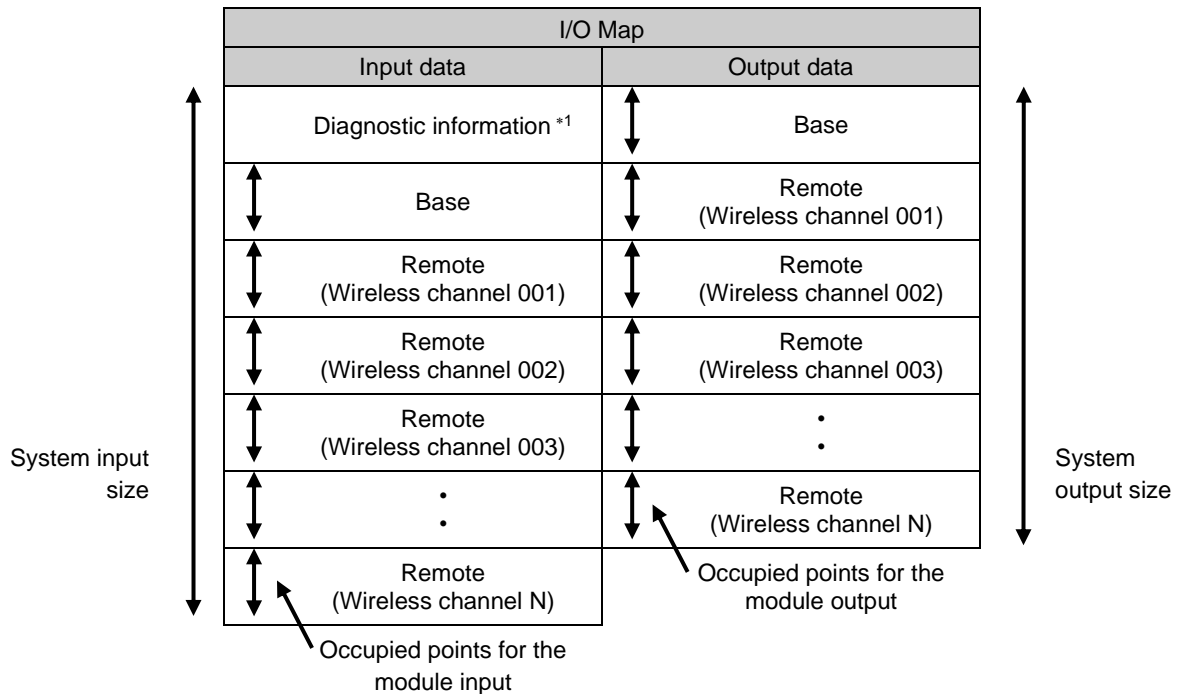 I/O Map
Input data
Output data
Diagnostic information *1
Base
Base
Remote
(Wireless channel 001)
Remote
(Wireless channel 001)
Remote
(Wireless channel 002)
Remote
(Wireless channel 002)
Remote
(Wireless channel 003)
Remote
(Wireless channel 003)
・
・
System input
size
System
output size
・
・
Remote
(Wireless channel N)
Remote
(Wireless channel N)
Occupied points for the
module output
Occupied points for the
module input